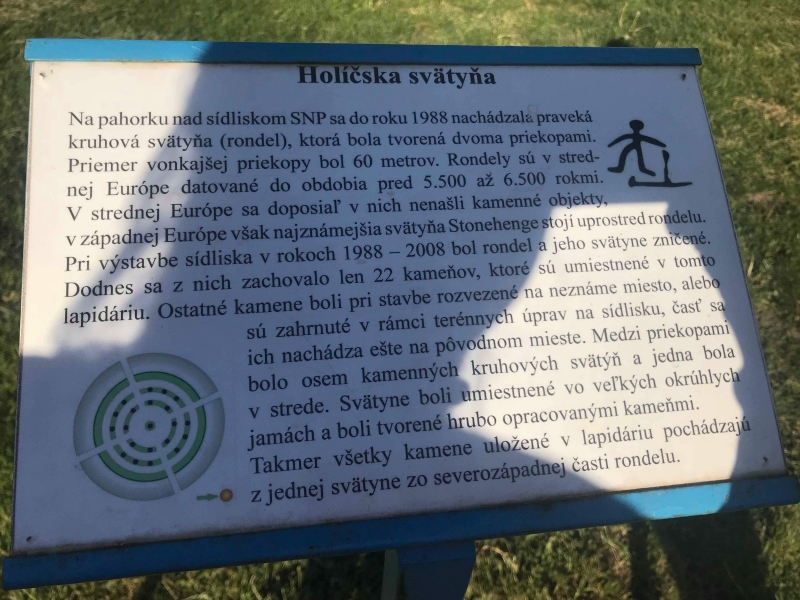 Holíčska svätyňa
Na pahorku nad sídliskom SNP sa do roku 1988 nachádzala praveká
kruhová svätyňa (rondel), ktorá bola tvorená dvoma priekopami.
Priemer vonkajšej priekopy bol 60 metrov. Rondely sú v stred-
nej Európe datované do obdobia pred 5.500 až 6.500 rokmi.
V strednej Európe sa doposiaľ v nich nenašli kamenné objekty,
v západnej Európe však najznámejšia svätyňa Stonehenge stojí uprostred rondelu.
Pri výstavbe sídliska v rokoch 1988 – 2008 bol rondel a jeho svätyne zničené.
Dodnes sa z nich zachovalo len 22 kameňov, ktoré sú umiestnené v tomto
lapidáriu. Ostatné kamene boli pri stavbe rozvezené na neznáme miesto, alebo
sú zahrnuté v rámci terénnych úprav na sídlisku, časť sa
ich nachádza ešte na pôvodnom mieste. Medzi priekopami
bolo osem kamenných kruhových svätýň a jedna bola
v strede. Svätyne boli umiestnené vo veľkých okrúhlych
jamách a boli tvorené hrubo opracovanými kameňmi.
Takmer všetky kamene uložené v lapidáriu pochádzajú
z jednej svätyne zo severozápadnej časti rondelu.